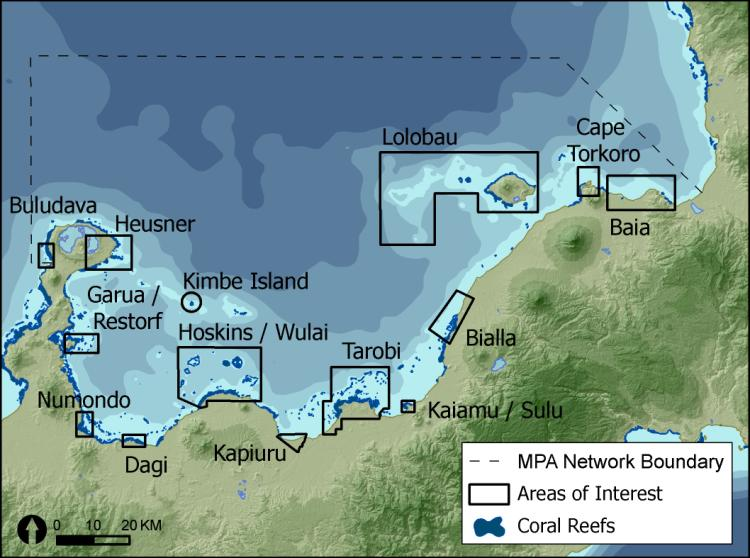 Cape
Torkoro
Lolobau
Buludava
Heusner
Baia
Kimbe Island
Garua /
Restorf
Hoskins / Wulai
Bialla
Tarobi
Numondo
Kaiamu / Sulu
Kapiuru
Dagi
MPA Network Boundary
Areas of Interest
Coral Reefs
0 10 20 KM